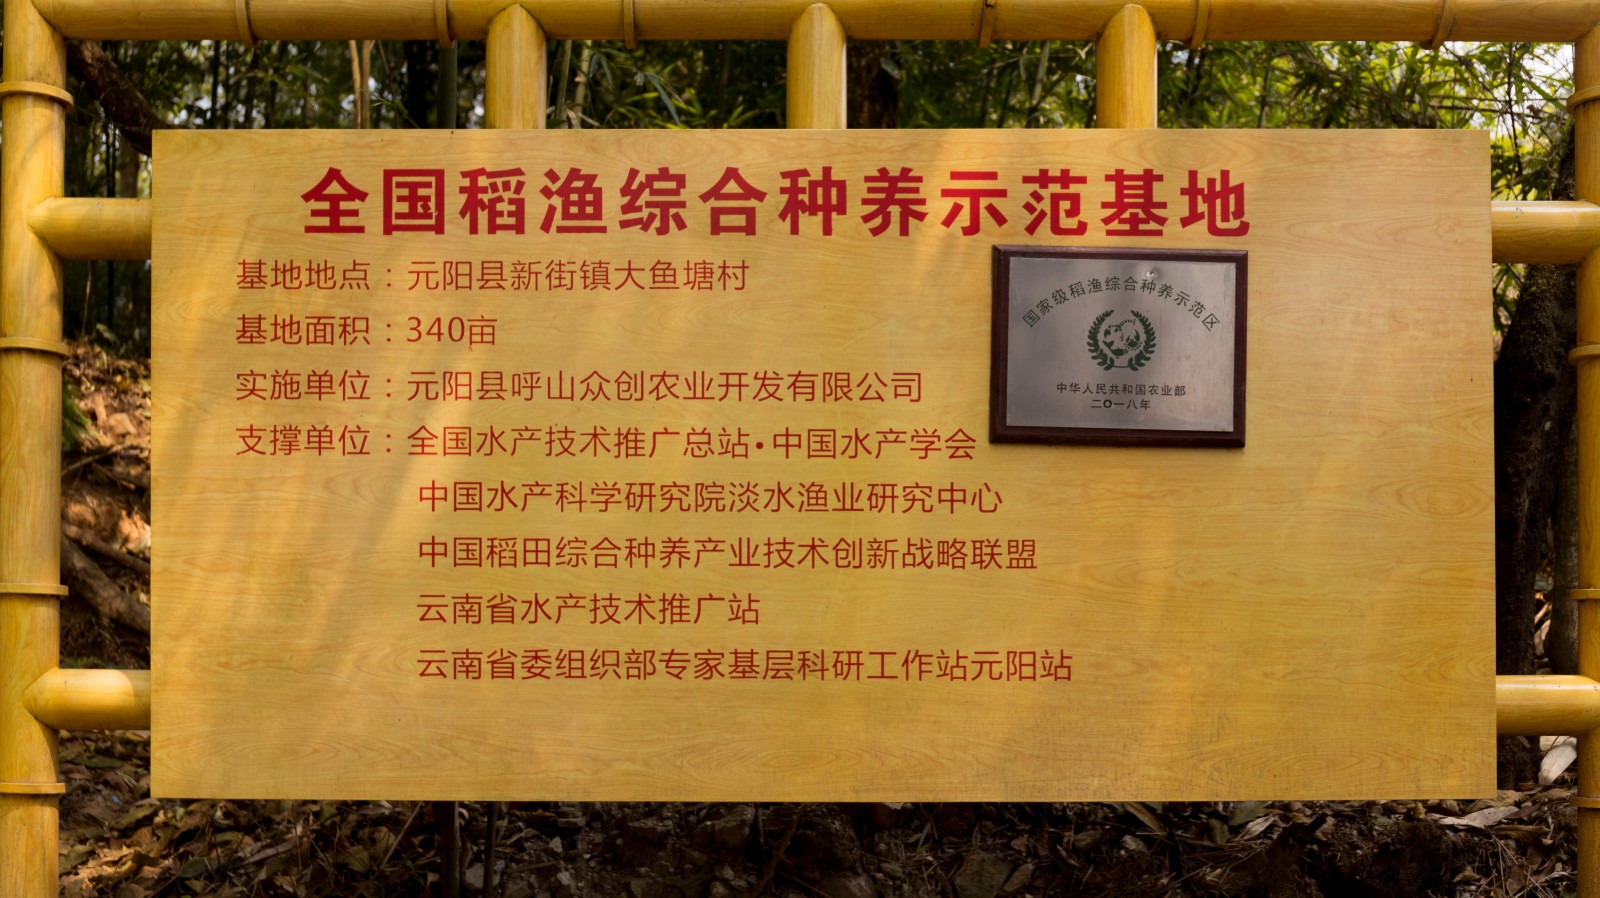 全国稻渔综合种养示范基地
基地地点：元阳县新街镇大鱼塘村
基地面积：340亩
实施单位：元阳县呼山众创农业开发有限公司
支撑单位：全国水产技术推广总站·中国水产学会
中国水产科学研究院淡水渔业研究中心
中国稻田综合种养产业技术创新战略联盟
云南省水产技术推广站
云南省委组织部专家基层科研工作站元阳站
国家级稻渔综合种养示范区
中华人民共和国农业部
二〇一八年